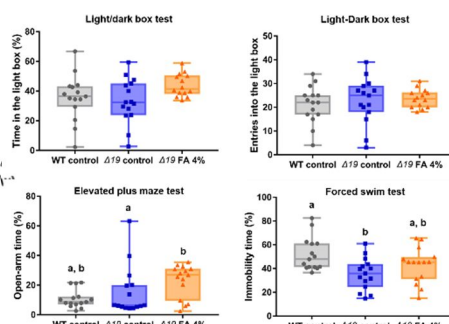 Light/dark box test
Time in the light box (%)
80
60
40
20
0
WT control Δ19 control Δ19 FA 4%
Light-Dark box test
Entries into the light box
50
40
30
20
10
0
WT control Δ19 control Δ19 FA 4%
Elevated plus maze test
Open-arm time (%)
80
60
40
20
0
a, b
a
b
Forced swim test
Immobility time (%)
100
80
60
40
20
0
a
b
a, b